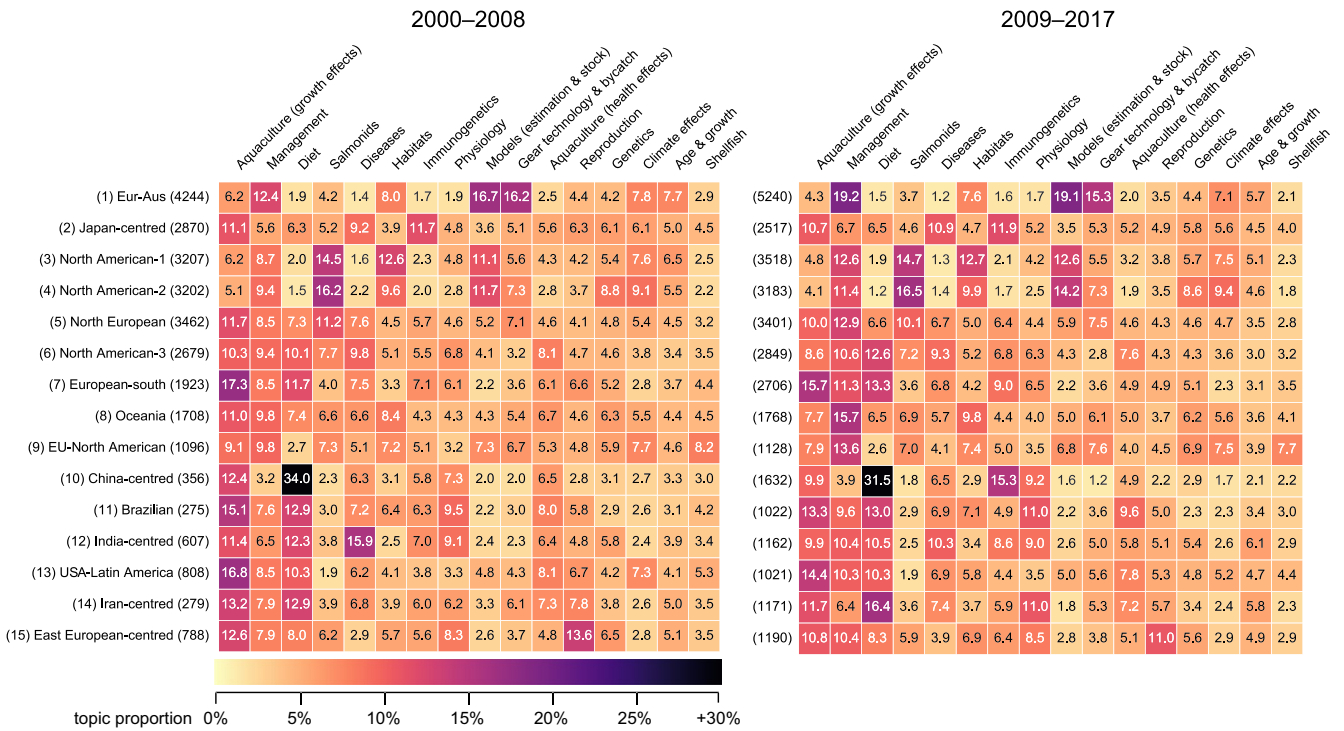 2000–2008 2009–2017
Aquaculture (growth effects) Management Diet Salmonids Diseases Habitats Immunogenetics Physiology Models (estimation & stock) Gear technology & bycatch Aquaculture (health effects) Reproduction Genetics Climate effects Age & growth Shellfish
Aquaculture (growth effects) Management Diet Salmonids Diseases Habitats Immunogenetics Physiology Models (estimation & stock) Gear technology & bycatch Aquaculture (health effects) Reproduction Genetics Climate effects Age & growth Shellfish
(1) Eur-Aus (4244) 6.2 12.4 1.9 4.2 1.4 8.0 1.7 1.9 16.7 16.2 2.5 4.4 4.2 7.8 7.7 2.9 (5240) 4.3 19.2 1.5 3.7 1.2 7.6 1.6 1.7 19.1 15.3 2.0 3.5 4.4 7.1 5.7 2.1
(2) Japan-centred (2870) 11.1 5.6 6.3 5.2 9.2 3.9 11.7 4.8 3.6 5.1 5.6 6.3 6.1 6.1 5.0 4.5 (2517) 10.7 6.7 6.5 4.6 10.9 4.7 11.9 5.2 3.5 5.3 5.2 4.9 5.8 5.6 4.5 4.0
(3) North American-1 (3207) 6.2 8.7 2.0 14.5 1.6 12.6 2.3 4.8 11.1 5.6 4.3 4.2 5.4 7.6 6.5 2.5 (3518) 4.8 12.6 1.9 14.7 1.3 12.7 2.1 4.2 12.6 5.5 3.2 3.8 5.7 7.5 5.1 2.3
(4) North American-2 (3202) 5.1 9.4 1.5 16.2 2.2 9.6 2.0 2.8 11.7 7.3 2.8 3.7 8.8 9.1 5.5 2.2 (3183) 4.1 11.4 1.2 16.5 1.4 9.9 1.7 2.7 14.2 7.3 1.9 3.5 8.6 9.4 4.6 1.8
(5) North European (3462) 11.7 8.5 7.3 11.2 7.6 4.5 5.7 4.6 5.2 7.1 4.6 4.1 4.8 5.4 4.5 3.2 (3401) 10.0 12.9 6.6 10.1 6.7 5.0 6.4 4.4 5.9 7.5 4.6 4.3 4.6 4.7 3.5 2.8
(6) North American-3 (2679) 10.3 9.4 10.1 7.7 9.8 5.1 5.5 6.8 4.1 3.2 8.1 4.7 4.6 3.8 3.4 3.5 (2849) 8.6 10.6 12.6 7.2 9.3 5.2 6.8 6.3 4.3 2.8 7.6 4.3 4.3 3.6 3.0 3.2
(7) European-south (1923) 17.3 8.5 11.7 4.0 7.5 3.3 7.1 6.1 2.2 3.6 6.1 6.6 5.2 2.8 3.7 4.4 (2706) 15.7 11.3 13.3 3.6 6.8 4.2 9.0 6.5 2.2 3.6 4.9 4.9 5.1 2.3 3.1 3.5
(8) Oceania (1708) 11.0 9.8 7.4 6.6 6.6 8.4 4.3 4.3 4.3 5.4 6.7 4.6 6.3 5.5 4.4 4.5 (1768) 7.7 15.7 6.5 6.9 5.7 9.8 4.4 4.0 5.0 6.1 5.0 3.7 6.2 5.6 3.6 4.1
(9) EU-North American (1096) 9.1 9.8 2.7 7.3 5.1 7.2 5.1 3.2 7.3 6.7 5.3 4.8 5.9 7.7 4.6 8.2 (1128) 7.9 13.6 2.6 7.0 4.1 7.4 5.0 3.5 6.8 7.6 4.0 4.5 6.9 7.5 3.9 7.7
(10) China-centred (356) 12.4 3.2 34.0 2.3 6.3 3.1 5.8 7.3 2.0 2.0 6.5 2.8 3.1 2.7 3.3 3.0 (1632) 9.9 3.9 31.5 1.8 6.5 2.9 15.3 9.2 1.6 1.2 4.9 2.2 2.9 1.7 2.1 2.2
(11) Brazilian (275) 15.1 7.6 12.9 3.0 7.2 6.4 6.3 9.5 2.2 3.0 8.0 5.8 2.9 2.6 3.1 4.2 (1022) 13.3 9.6 13.0 2.9 6.9 7.1 4.9 11.0 2.2 3.6 9.6 5.0 2.3 2.3 3.4 3.0
(12) India-centred (607) 11.4 6.5 12.3 3.8 15.9 2.5 7.0 9.1 2.4 2.3 6.4 4.8 5.8 2.4 3.9 3.4 (1162) 9.9 10.4 10.5 2.5 10.3 3.4 8.6 9.0 2.6 5.0 5.8 5.1 5.4 2.6 6.1 2.9
(13) USA-Latin America (808) 16.8 8.5 10.3 1.9 6.2 4.1 3.8 3.3 4.8 4.3 8.1 6.7 4.2 7.3 4.1 5.3 (1021) 14.4 10.3 10.3 1.9 6.9 5.8 4.4 3.5 5.0 5.6 7.8 5.3 4.8 5.2 4.7 4.4
(14) Iran-centred (279) 13.2 7.9 12.9 3.9 6.8 3.9 6.0 6.2 3.3 6.1 7.3 7.8 3.8 2.6 5.0 3.5 (1171) 11.7 6.4 16.4 3.6 7.4 3.7 5.9 11.0 1.8 5.3 7.2 5.7 3.4 2.4 5.8 2.3
(15) East European-centred (788) 12.6 7.9 8.0 6.2 2.9 5.7 5.6 8.3 2.6 3.7 4.8 13.6 6.5 2.8 5.1 3.5 (1190) 10.8 10.4 8.3 5.9 3.9 6.9 6.4 8.5 2.8 3.8 5.1 11.0 5.6 2.9 4.9 2.9
topic proportion 0% 5% 10% 15% 20% 25% +30%